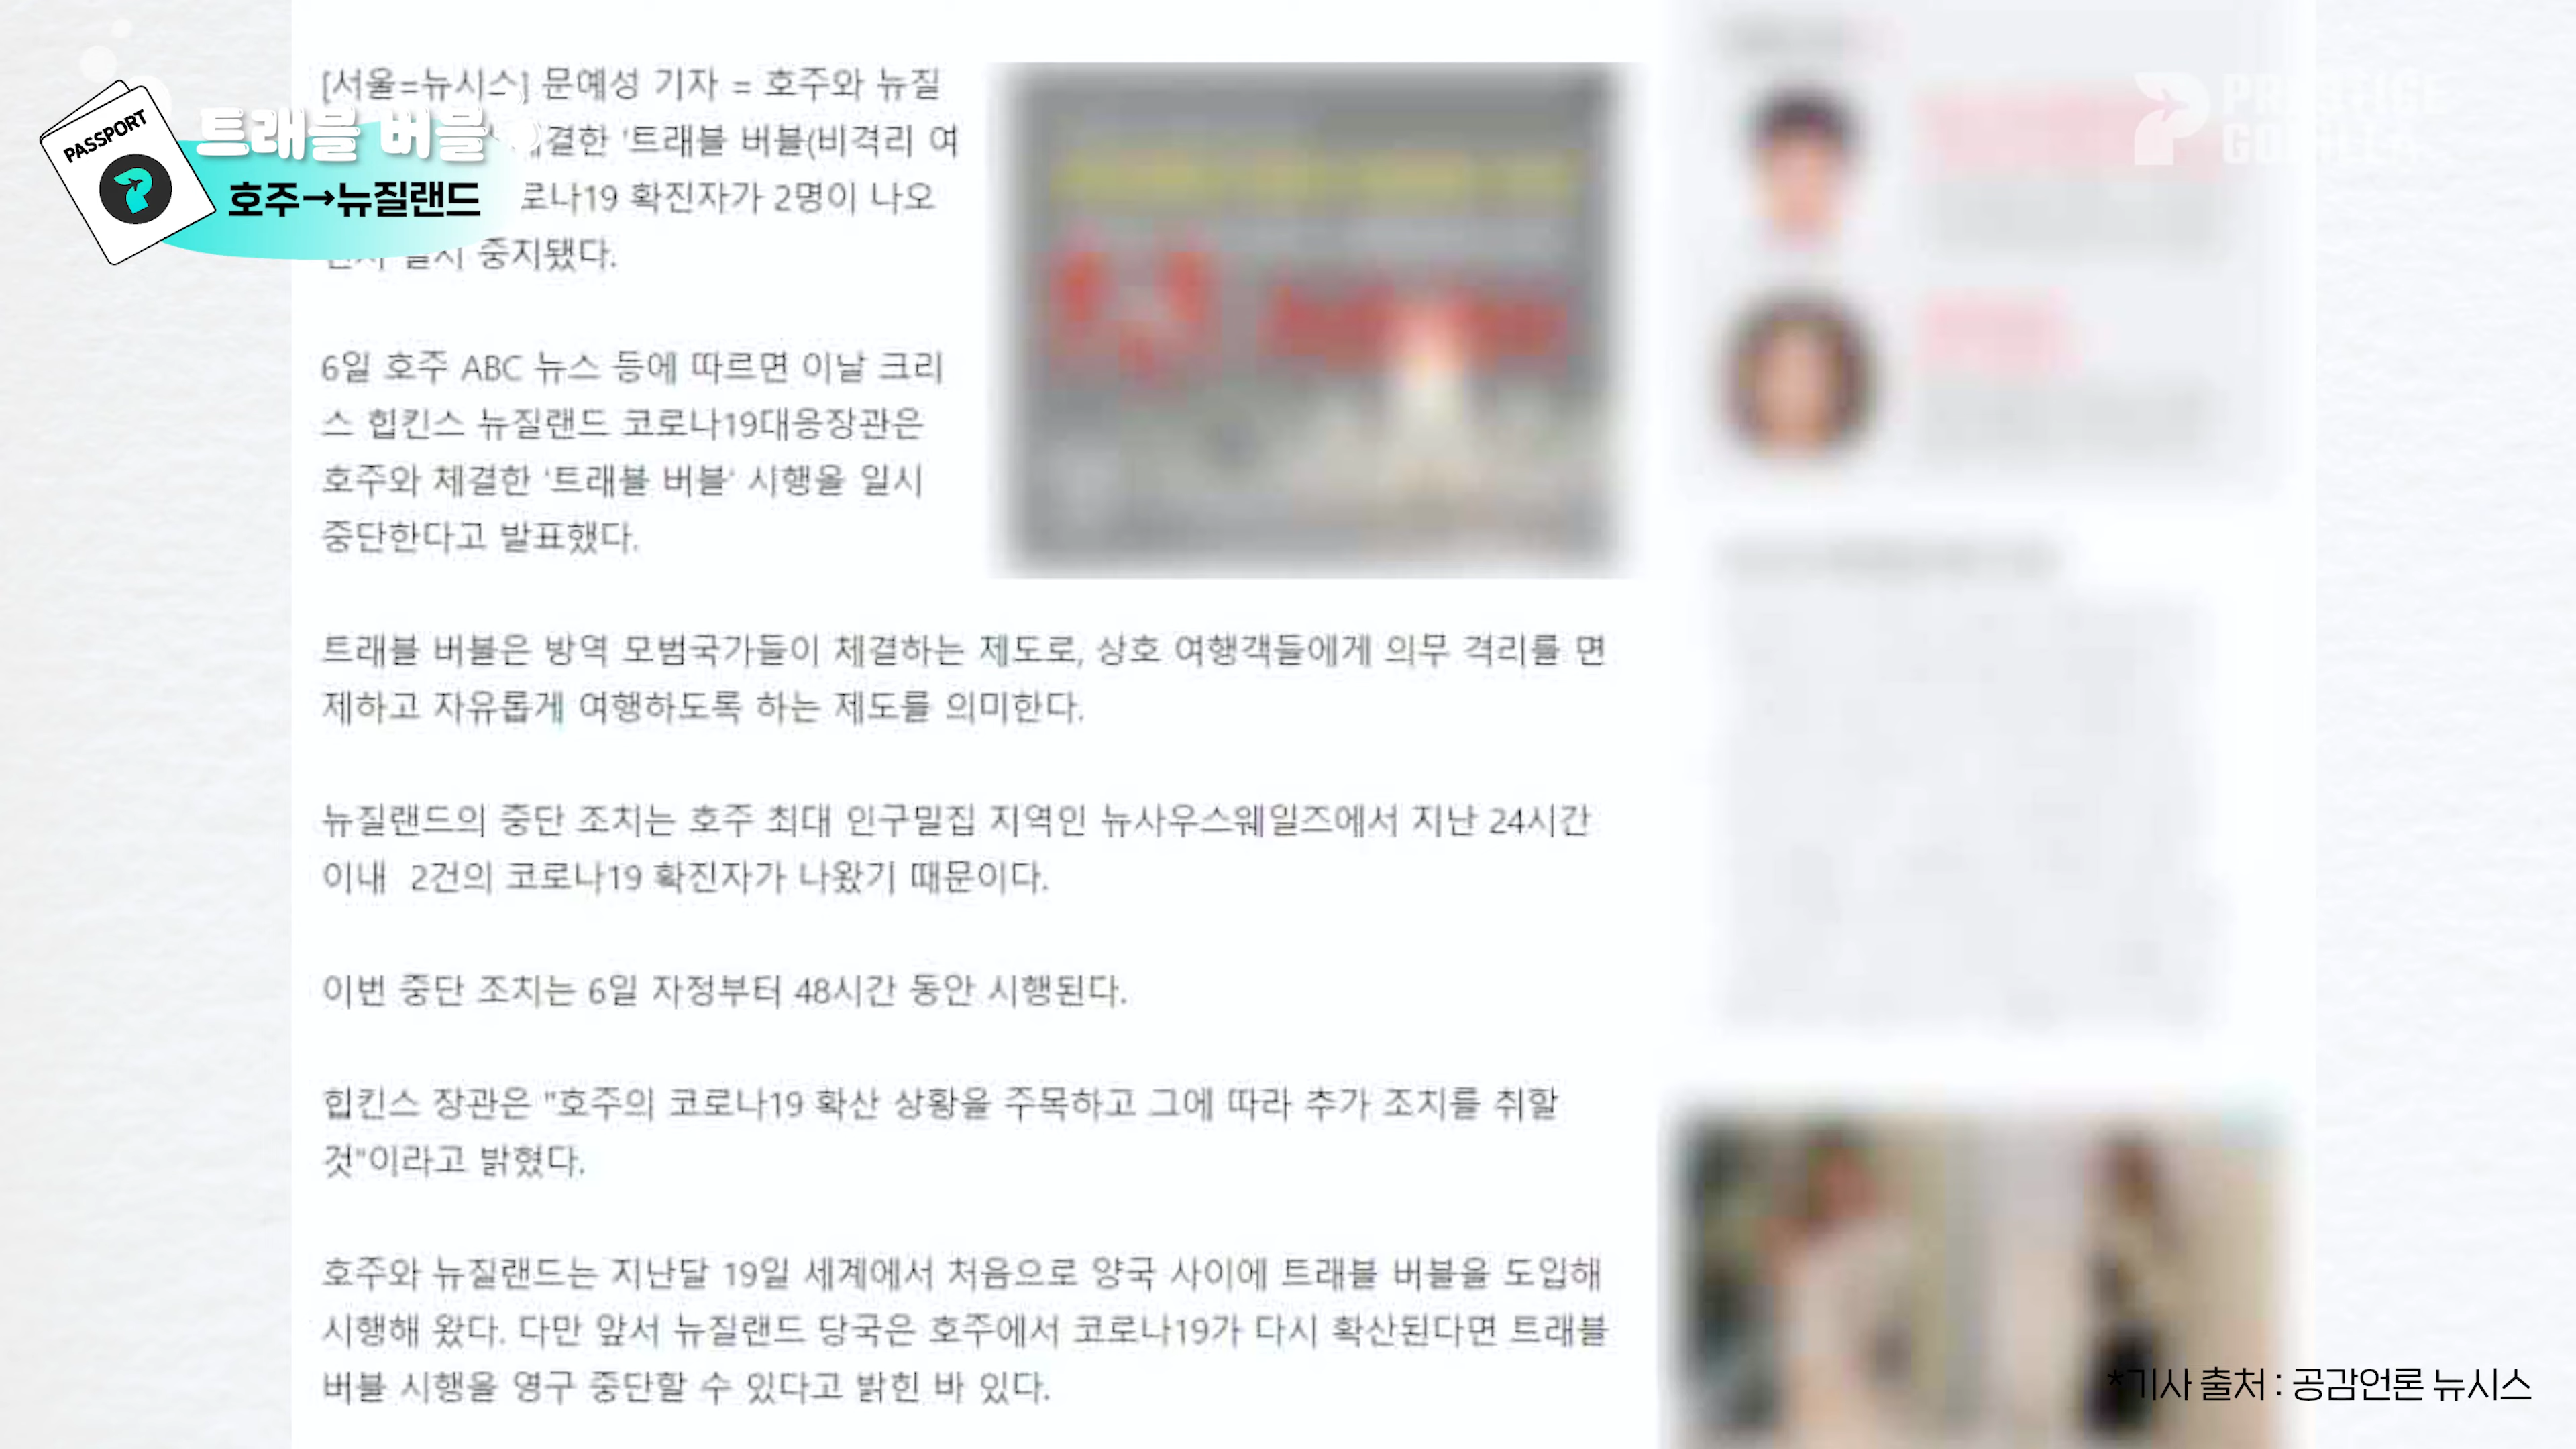 PASSPORT
트래블 버블
호주→뉴질랜드
PRESTIGE
GORILLA
[서울=뉴시스] 문예성 기자 = 호주와 뉴질
결한 '트래블 버블(비격리 여
로나19 확진자가 2명이 나오
일시 중지됐다.
6일 호주 ABC 뉴스 등에 따르면 이날 크리
스 힙킨스 뉴질랜드 코로나19대응장관은
호주와 체결한 '트래블 버블' 시행을 일시
중단한다고 발표했다.
트래블 버블은 방역 모범국가들이 체결하는 제도로, 상호 여행객들에게 의무 격리를 면
제하고 자유롭게 여행하도록 하는 제도를 의미한다.
뉴질랜드의 중단 조치는 호주 최대 인구밀집 지역인 뉴사우스웨일즈에서 지난 24시간
이내 2건의 코로나19 확진자가 나왔기 때문이다.
이번 중단 조치는 6일 자정부터 48시간 동안 시행된다.
힙킨스 장관은 "호주의 코로나19 확산 상황을 주목하고 그에 따라 추가 조치를 취할
것"이라고 밝혔다.
호주와 뉴질랜드는 지난달 19일 세계에서 처음으로 양국 사이에 트래블 버블을 도입해
시행해 왔다. 다만 앞서 뉴질랜드 당국은 호주에서 코로나19가 다시 확산된다면 트래블
버블 시행을 영구 중단할 수 있다고 밝힌 바 있다.
*기사 출처 : 공감언론 뉴시스